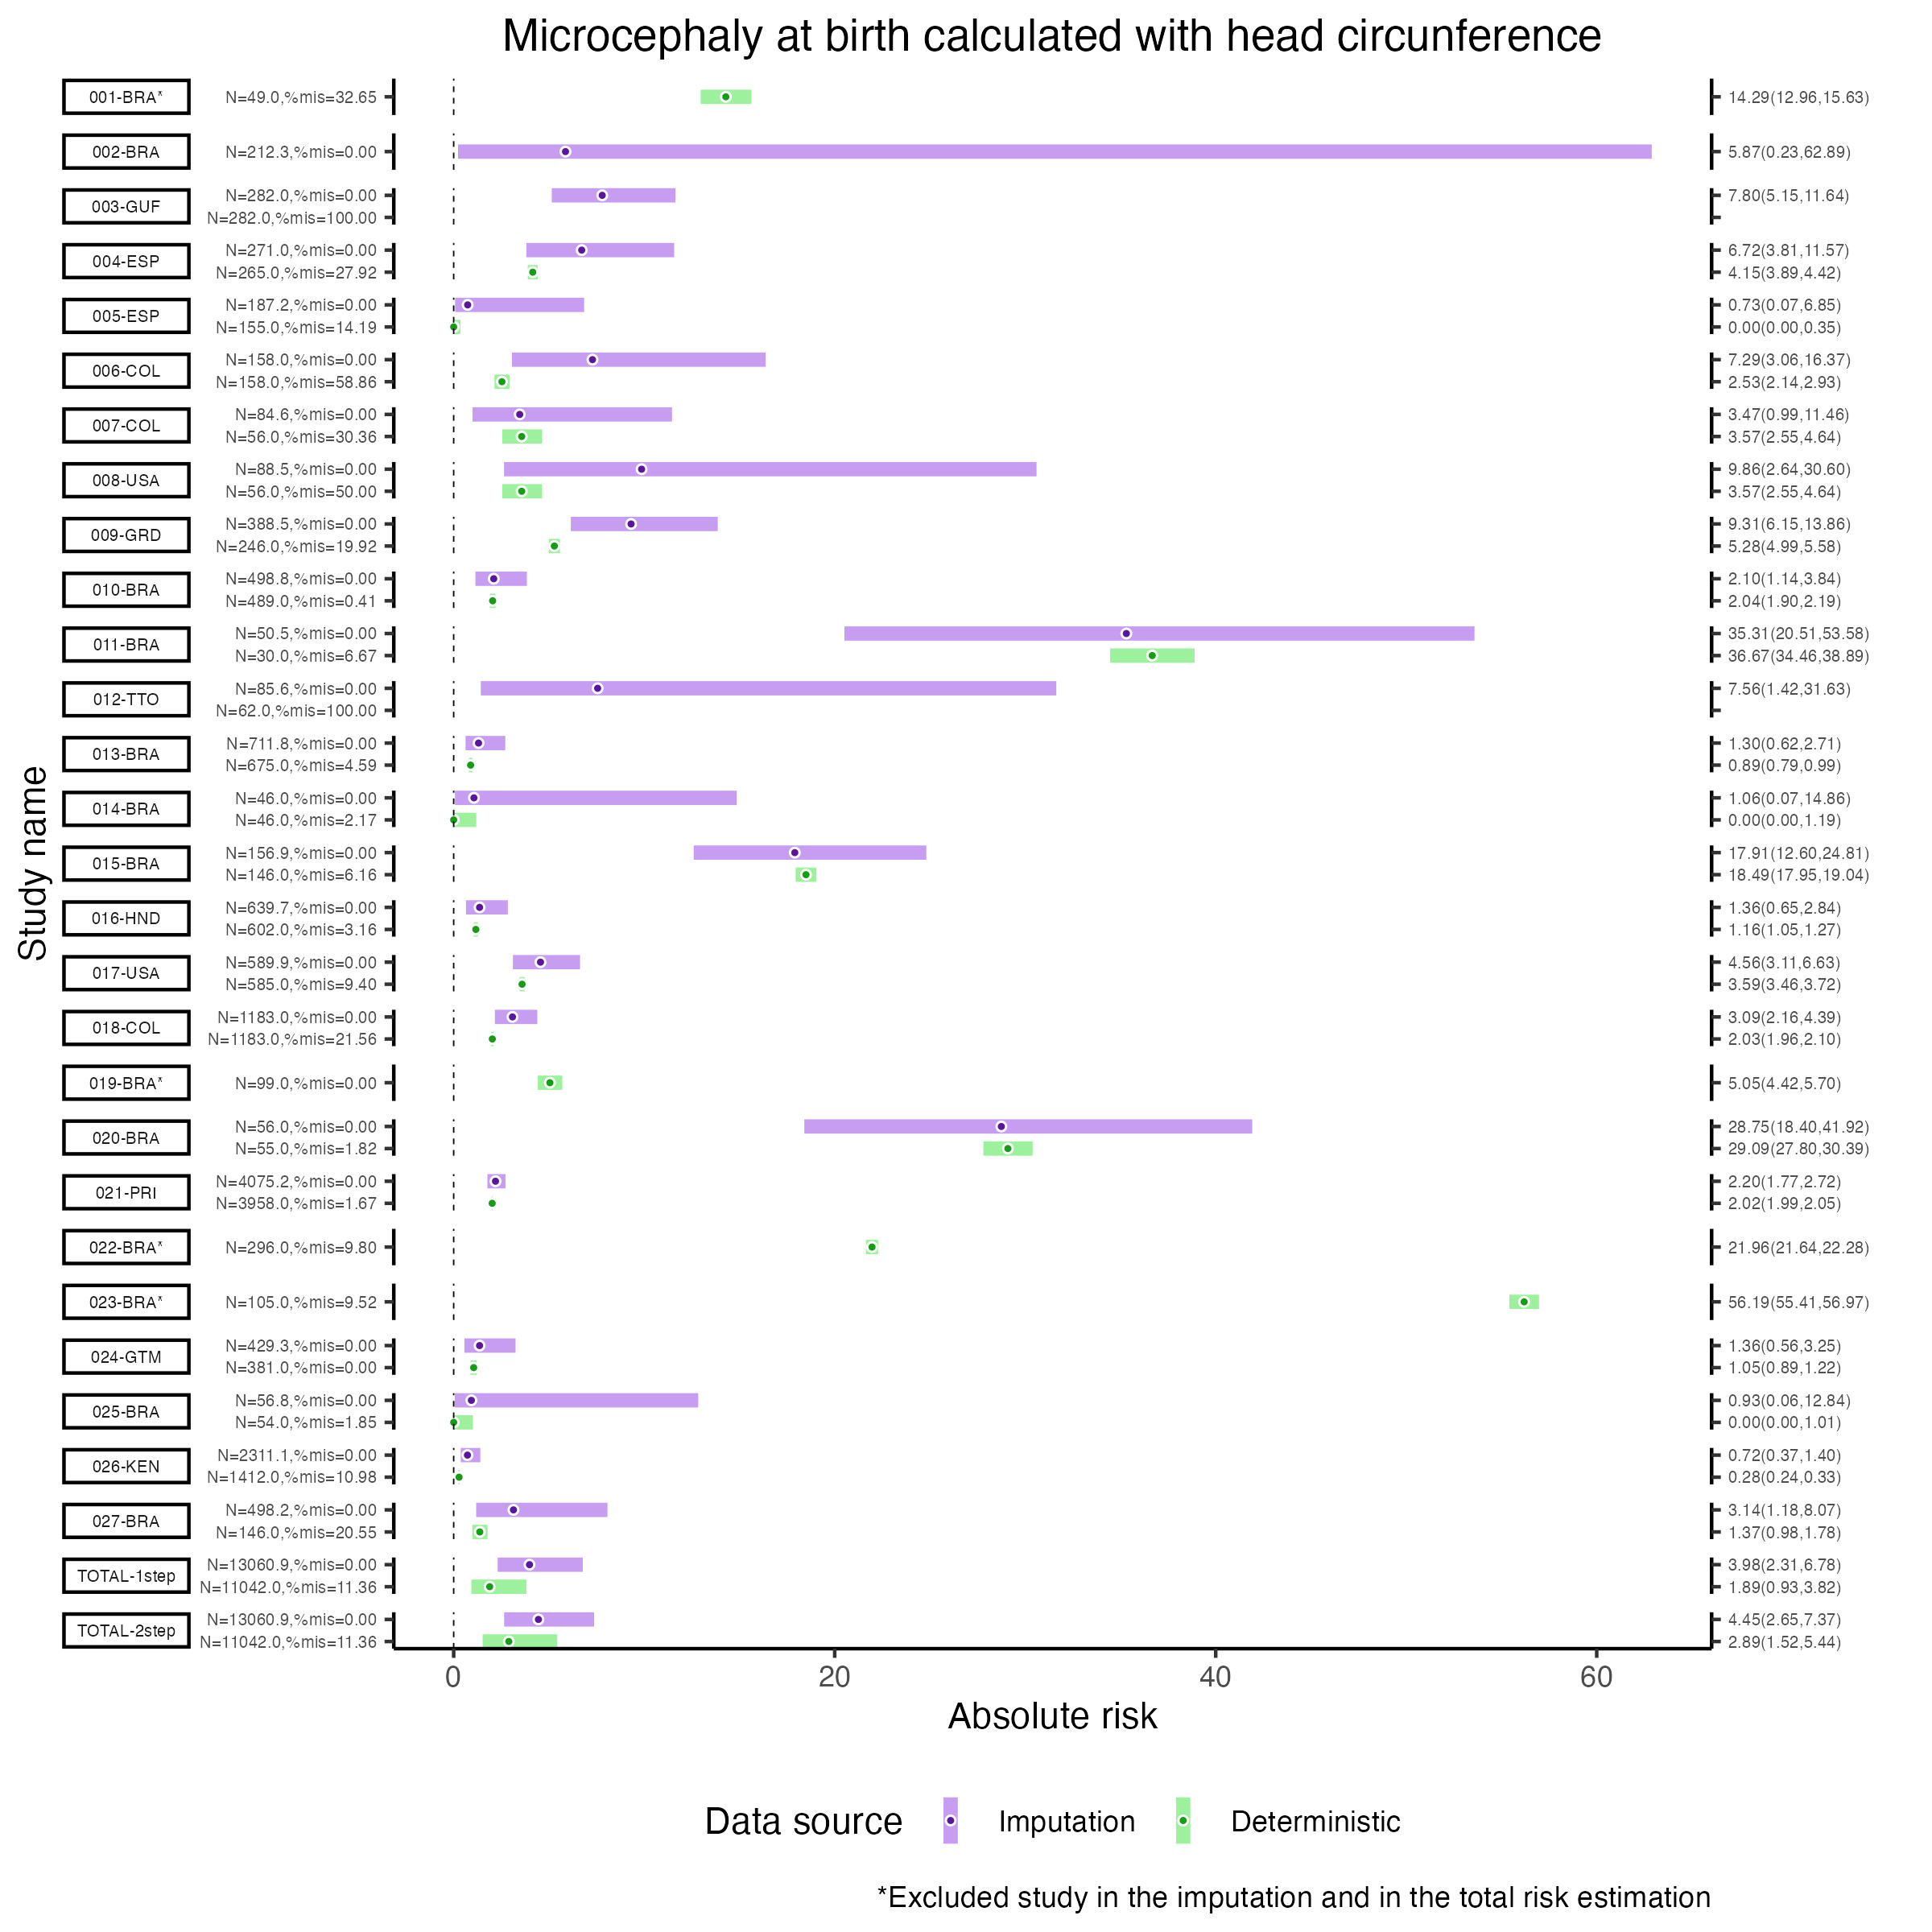 Microcephaly at birth calculated with head circunference
Study name
001-BRA* N=49.0,%mis=32.65 14.29(12.96,15.63)
002-BRA N=212.3,%mis=0.00 5.87(0.23,62.89)
003-GUF N=282.0,%mis=0.00 7.80(5.15,11.64)
N=282.0,%mis=100.00
004-ESP N=271.0,%mis=0.00 6.72(3.81,11.57)
N=265.0,%mis=27.92 4.15(3.89,4.42)
005-ESP N=187.2,%mis=0.00 0.73(0.07,6.85)
N=155.0,%mis=14.19 0.00(0.00,0.35)
006-COL N=158.0,%mis=0.00 7.29(3.06,16.37)
N=158.0,%mis=58.86 2.53(2.14,2.93)
007-COL N=84.6,%mis=0.00 3.47(0.99,11.46)
N=56.0,%mis=30.36 3.57(2.55,4.64)
008-USA N=88.5,%mis=0.00 9.86(2.64,30.60)
N=56.0,%mis=50.00 3.57(2.55,4.64)
009-GRD N=388.5,%mis=0.00 9.31(6.15,13.86)
N=246.0,%mis=19.92 5.28(4.99,5.58)
010-BRA N=498.8,%mis=0.00 2.10(1.14,3.84)
N=489.0,%mis=0.41 2.04(1.90,2.19)
011-BRA N=50.5,%mis=0.00 35.31(20.51,53.58)
N=30.0,%mis=6.67 36.67(34.46,38.89)
012-TTO N=85.6,%mis=0.00 7.56(1.42,31.63)
N=62.0,%mis=100.00
013-BRA N=711.8,%mis=0.00 1.30(0.62,2.71)
N=675.0,%mis=4.59 0.89(0.79,0.99)
014-BRA N=46.0,%mis=0.00 1.06(0.07,14.86)
N=46.0,%mis=2.17 0.00(0.00,1.19)
015-BRA N=156.9,%mis=0.00 17.91(12.60,24.81)
N=146.0,%mis=6.16 18.49(17.95,19.04)
016-HND N=639.7,%mis=0.00 1.36(0.65,2.84)
N=602.0,%mis=3.16 1.16(1.05,1.27)
017-USA N=589.9,%mis=0.00 4.56(3.11,6.63)
N=585.0,%mis=9.40 3.59(3.46,3.72)
018-COL N=1183.0,%mis=0.00 3.09(2.16,4.39)
N=1183.0,%mis=21.56 2.03(1.96,2.10)
019-BRA* N=99.0,%mis=0.00 5.05(4.42,5.70)
020-BRA N=56.0,%mis=0.00 28.75(18.40,41.92)
N=55.0,%mis=1.82 29.09(27.80,30.39)
021-PRI N=4075.2,%mis=0.00 2.20(1.77,2.72)
N=3958.0,%mis=1.67 2.02(1.99,2.05)
022-BRA* N=296.0,%mis=9.80 21.96(21.64,22.28)
023-BRA* N=105.0,%mis=9.52 56.19(55.41,56.97)
024-GTM N=429.3,%mis=0.00 1.36(0.56,3.25)
N=381.0,%mis=0.00 1.05(0.89,1.22)
025-BRA N=56.8,%mis=0.00 0.93(0.06,12.84)
N=54.0,%mis=1.85 0.00(0.00,1.01)
026-KEN N=2311.1,%mis=0.00 0.72(0.37,1.40)
N=1412.0,%mis=10.98 0.28(0.24,0.33)
027-BRA N=498.2,%mis=0.00 3.14(1.18,8.07)
N=146.0,%mis=20.55 1.37(0.98,1.78)
TOTAL-1step N=13060.9,%mis=0.00 3.98(2.31,6.78)
N=11042.0,%mis=11.36 1.89(0.93,3.82)
TOTAL-2step N=13060.9,%mis=0.00 4.45(2.65,7.37)
N=11042.0,%mis=11.36 2.89(1.52,5.44)
0 20 40 60
Absolute risk
Data source Imputation Deterministic
*Excluded study in the imputation and in the total risk estimation